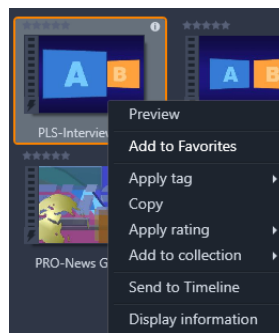 A
B
A
B
PLS-Interview
Preview
Add to Favorites
Apply tag
Copy
Apply rating
Add to collection
Send to Timeline
Display information
PRO-News G